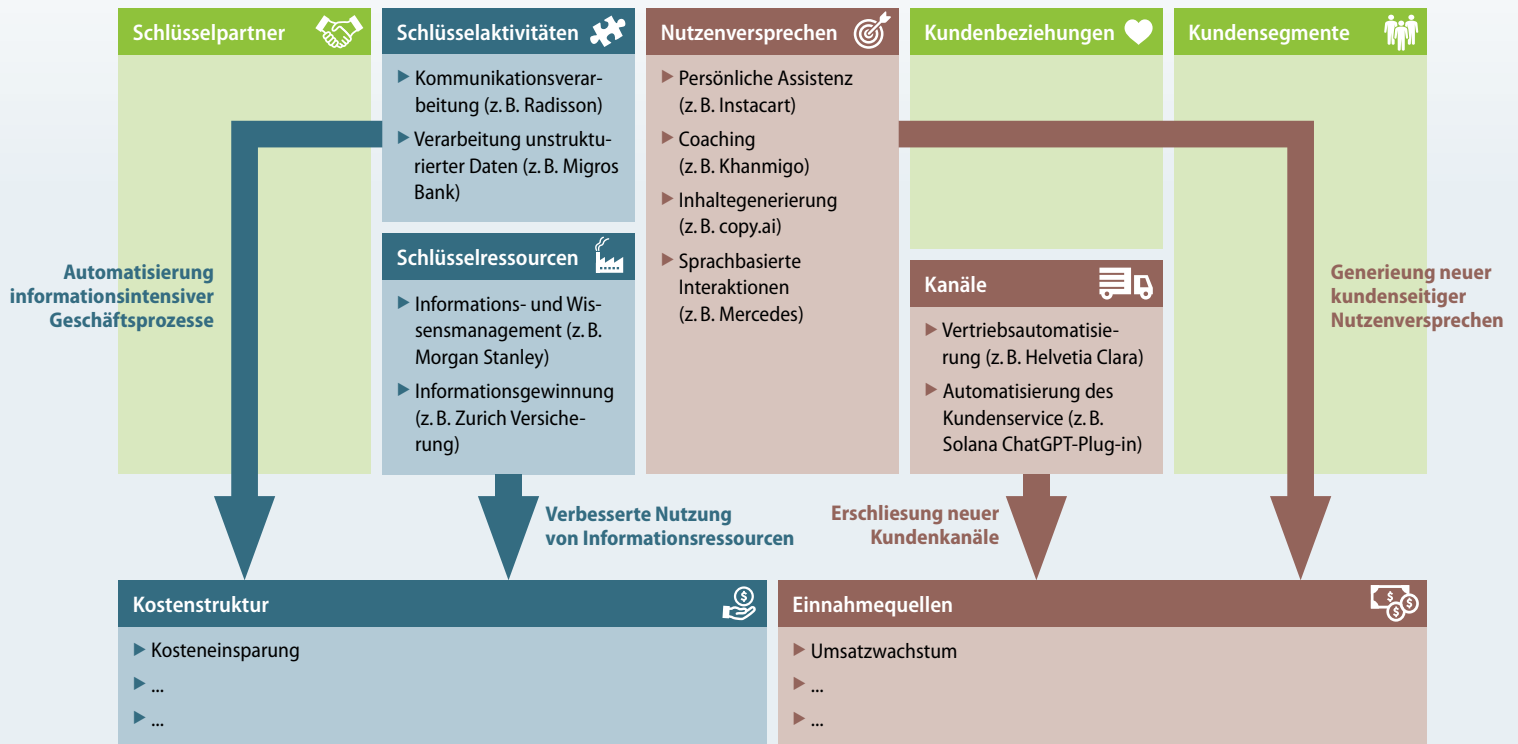 Schlüsselpartner
Schlüsselaktivitäten
▶ Kommunikationsverar-
beitung (z. B. Radisson)
▶ Verarbeitung unstruktu-
rierter Daten (z. B. Migros
Bank)
Schlüsselressourcen
▶ Informations- und Wis-
sensmanagement (z. B.
Morgan Stanley)
▶ Informationsgewinnung
(z. B. Zurich Versiche-
rung)
Nutzenversprechen
▶ Persönliche Assistenz
(z. B. Instacart)
▶ Coaching
(z. B. Khanmigo)
▶ Inhaltegenerierung
(z. B. copy.ai)
▶ Sprachbasierte
Interaktionen
(z. B. Mercedes)
Kundenbeziehungen
Kanäle
▶ Vertriebsautomatisie-
rung (z. B. Helvetia Clara)
▶ Automatisierung des
Kundenservice (z. B.
Solana ChatGPT-Plug-in)
Kundensegmente
Automatisierung
informationsintensiver
Geschäftsprozesse
Verbesserte Nutzung
von Informationsressourcen
Erschliesung neuer
Kundenkanäle
Generieung neuer
kundenseitiger
Nutzenversprechen
Kostenstruktur
$
▶ Kosteneinsparung
▶ ...
▶ ...
Einnahmequellen
$ $ $
▶ Umsatzwachstum
▶ ...
▶ ...